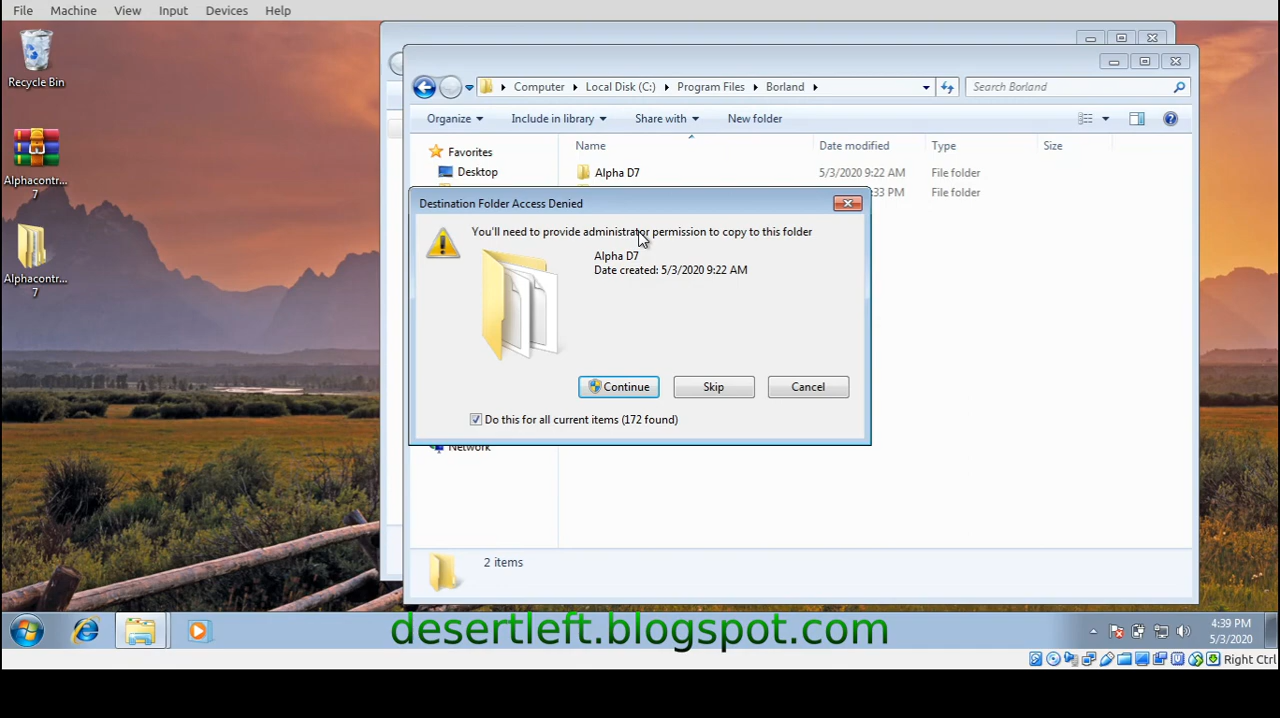 File Machine View Input Devices Help
Recycle Bin
Alphacontr...
7
Alphacontr...
7
Computer Local Disk (C:) Program Files Borland
Search Borland
Organize Include in library Share with New folder
Name Date modified Type Size
Favorites
Desktop
Alpha D7 5/3/2020 9:22 AM File folder
:33 PM File folder
Destination Folder Access Denied
You'll need to provide administrator permission to copy to this folder
Alpha D7
Date created: 5/3/2020 9:22 AM
Continue Skip Cancel
Do this for all current items (172 found)
Network
2 items
desertleft.blogspot.com
4:39 PM
5/3/2020
Right Ctrl